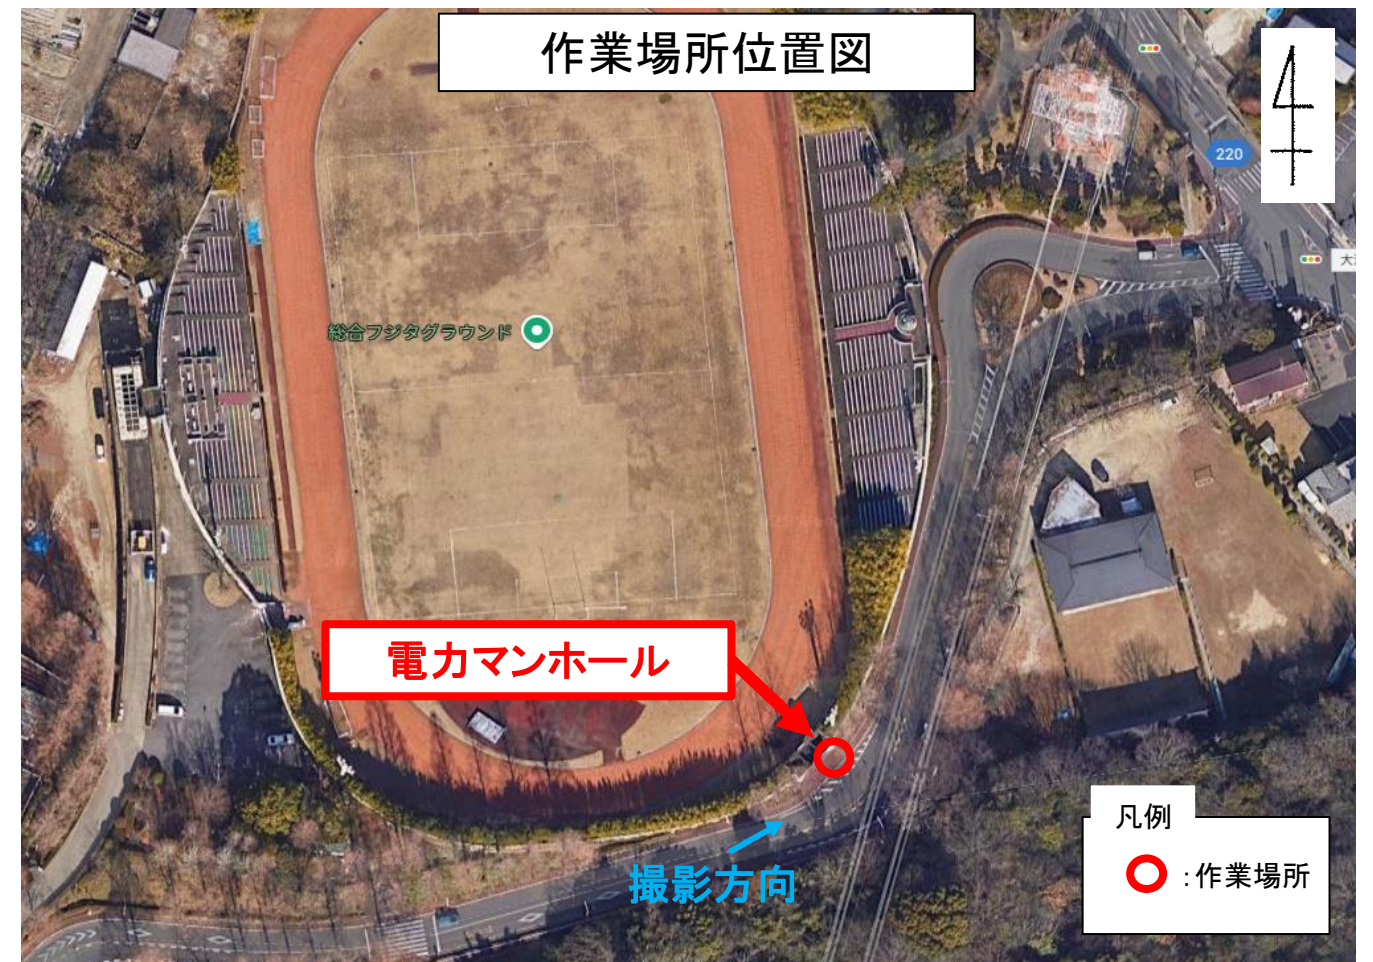 作業場所位置図
220
総合フジタグラウンド
電力マンホール
撮影方向
凡例
:作業場所